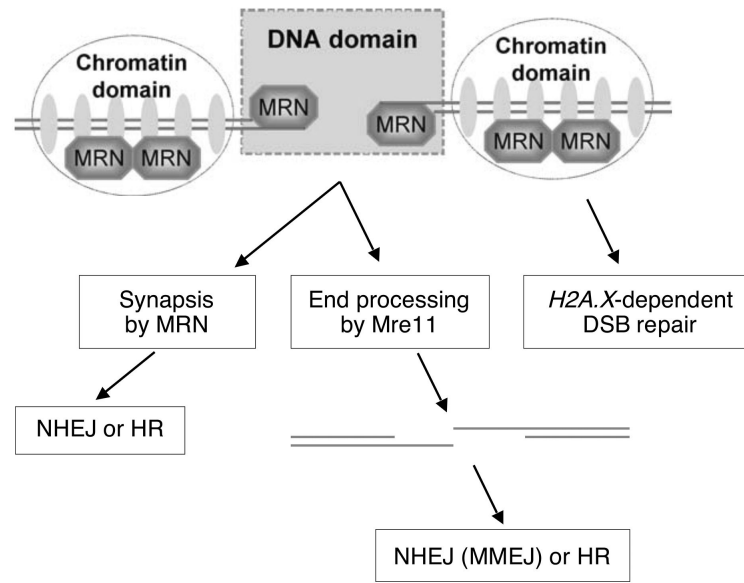 DNA domain
Chromatin
domain
Chromatin
domain
MRN
MRN
MRN MRN
MRN MRN
Synapsis
by MRN
End processing
by Mre11
H2A.X-dependent
DSB repair
NHEJ or HR
NHEJ (MMEJ) or HR